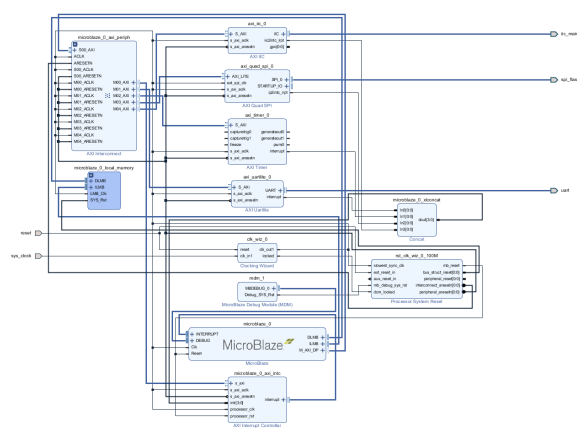 microblaze_0_axi_periph
S00_AXI
ACLK
ARESETN
S00_ACLK
S00_ARESETN
M00_ACLK
M00_ARESETN
M01_ACLK
M01_ARESETN
M02_ACLK
M02_ARESETN
M03_ACLK
M03_ARESETN
M04_ACLK
M04_ARESETN
M00_AXI
M01_AXI
M02_AXI
M03_AXI
M04_AXI
AXI Interconnect
axi_iic_0
S_AXI
s_axi_aclk
s_axi_aresetn
IIC
iic2intc_irpt
gpo[0:0]
AXI IIC
iic_main
axi_quad_spi_0
AXI_LITE
ext_spi_clk
s_axi_aclk
s_axi_aresetn
SPI_0
STARTUP_IO
ip2intc_irpt
AXI Quad SPI
spi_flash
axi_timer_0
S_AXI
capturetrig0
capturetrig1
freeze
s_axi_aclk
s_axi_aresetn
generateout0
generateout1
pwm0
interrupt
AXI Timer
microblaze_0_local_memory
DLMB
ILMB
LMB_Clk
SYS_Rst
axi_uartlite_0
S_AXI
s_axi_aclk
s_axi_aresetn
UART
interrupt
AXI Uartlite
uart
microblaze_0_xlconcat
In0[0:0]
In1[0:0]
In2[0:0]
In3[0:0]
dout[3:0]
Concat
reset
sys_clock
clk_wiz_0
reset
clk_in1
clk_out1
locked
Clocking Wizard
rst_clk_wiz_0_100M
slowest_sync_clk
ext_reset_in
aux_reset_in
mb_debug_sys_rst
dcm_locked
mb_reset
bus_struct_reset[0:0]
peripheral_reset[0:0]
interconnect_aresetn[0:0]
peripheral_aresetn[0:0]
Processor System Reset
mdm_1
MBDEBUG_0
Debug_SYS_Rst
MicroBlaze Debug Module (MDM)
microblaze_0
INTERRUPT
DEBUG
Clk
Reset
MicroBlaze
DLMB
ILMB
M_AXI_DP
MicroBlaze
microblaze_0_axi_intc
s_axi
s_axi_aclk
s_axi_aresetn
intr[3:0]
processor_clk
processor_rst
interrupt
AXI Interrupt Controller